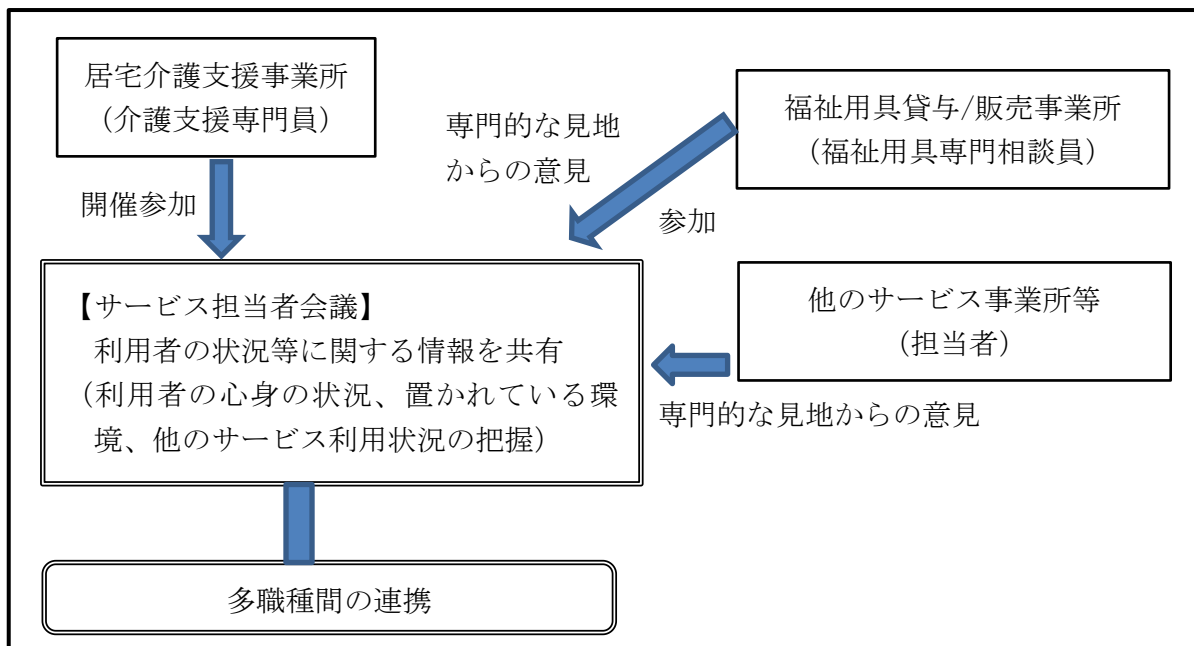 居宅介護支援事業所
（介護支援専門員）
専門的な見地
からの意見
福祉用具貸与/販売事業所
（福祉用具専門相談員）
開催参加
参加
【サービス担当者会議】
利用者の状況等に関する情報を共有
（利用者の心身の状況、置かれている環
境、他のサービス利用状況の把握）
他のサービス事業所等
（担当者）
専門的な見地からの意見
多職種間の連携